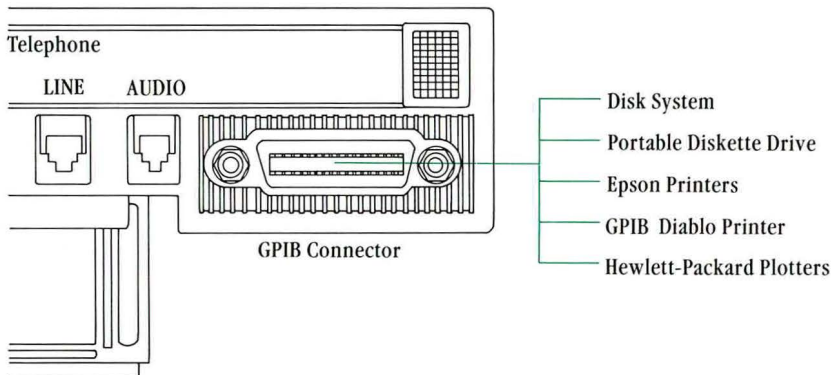 Telephone
LINE
AUDIO
GPIB Connector
Disk System
Portable Diskette Drive
Epson Printers
GPIB Diablo Printer
Hewlett-Packard Plotters